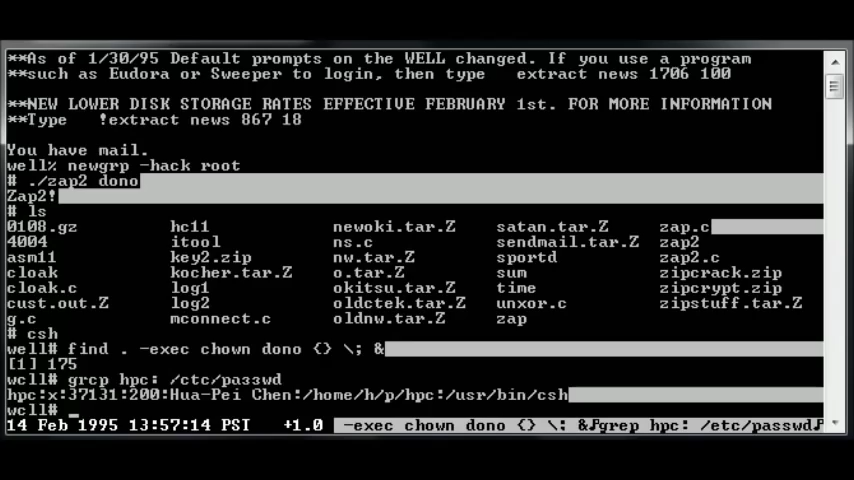 **As of 1/30/95 Default prompts on the WELL changed. If you use a program
**such as Eudora or Sweeper to login, then type    extract news 1706 100
**NEW LOWER DISK STORAGE RATES EFFECTIVE FEBRUARY 1st. FOR MORE INFORMATION
**Type    !extract news 867 18
You have mail.
well% newgrp -hack root
# ./zap2 dono
Zap2!
# ls
0108.gz hc11 newoki.tar.Z satan.tar.Z zap.c
4004 itool ns.c sendmail.tar.Z zap2
asm11 key2.zip nw.tar.Z sportd zap2.c
cloak kocher.tar.Z o.tar.Z sum zipcrack.zip
cloak.c log1 okitsu.tar.Z time zipcrypt.zip
cust.out.Z log2 oldctek.tar.Z unxor.c zipstuff.tar.Z
g.c mconnect.c oldnw.tar.Z zap
# csh
well# find . -exec chown dono {} \; &
[1] 175
well# grep hpc: /etc/passwd
hpc:x:37131:200:Hua-Pei Chen:/home/h/p/hpc:/usr/bin/csh
well# _
14 Feb 1995 13:57:14 PST +1.0 -exec chown dono {} \; &♪grep hpc: /etc/passwd♪